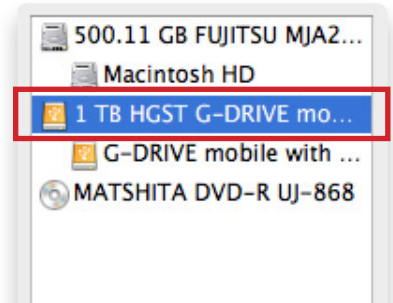 500.11 GB FUJITSU MJA2...
Macintosh HD
1 TB HGST G-DRIVE mo...
G-DRIVE mobile with ...
MATSHITA DVD-R UJ-868